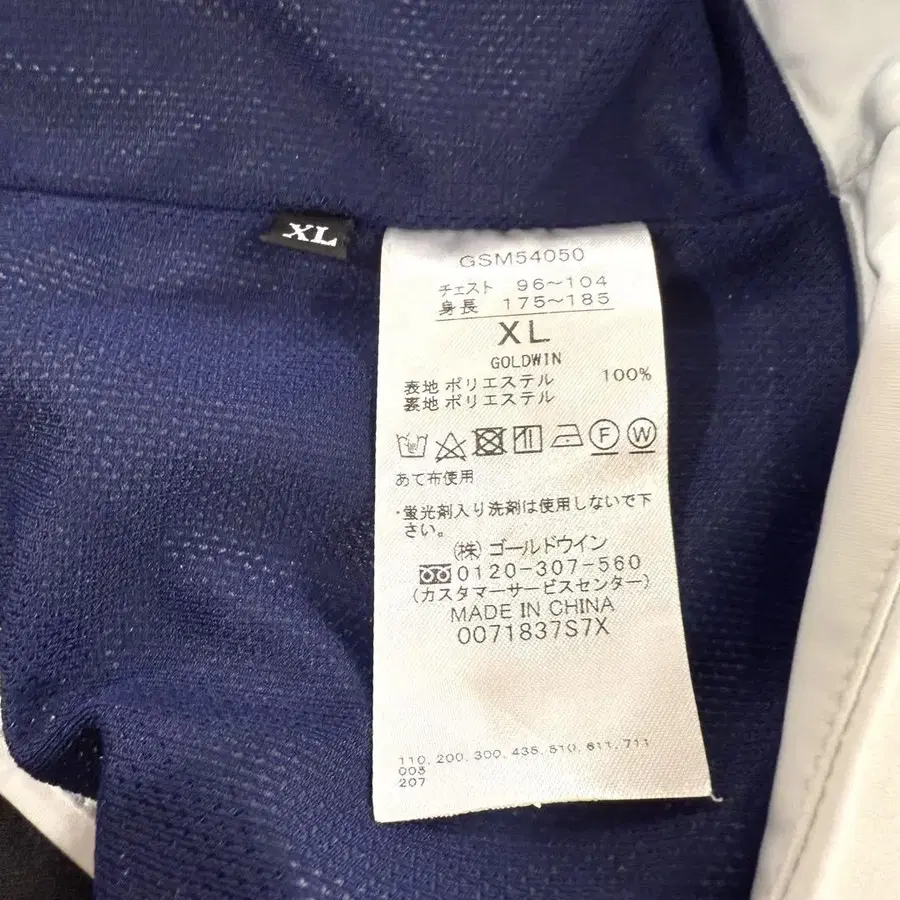 XL
GSM54050
チェスト 96~104
身長 175~185
XL
GOLDWIN
表地 ポリエステル 100%
裏地 ポリエステル
F W
あて布使用
・蛍光剤入り洗剤は使用しないで下
さい。
(株)ゴールドウイン
0120-307-560
(カスタマーサービスセンター)
MADE IN CHINA
0071837S7X
110, 200, 300, 435, 510, 611, 711
003
207